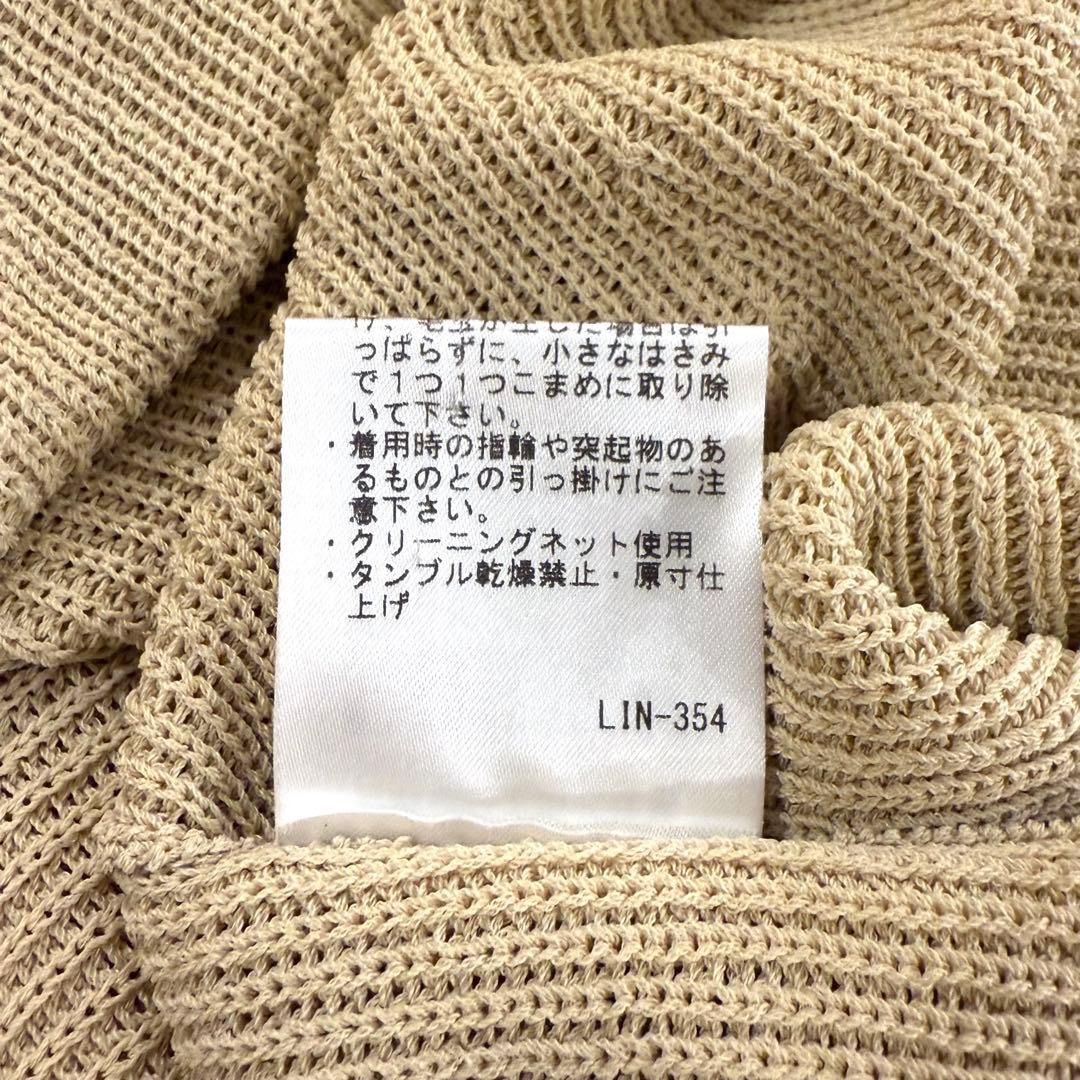 っぱらずに、小さなはさみ
で1つ1つこまめに取り除
いて下さい。
・着用時の指輪や突起物のあ
るものとの引っ掛けにご注
意下さい。
・クリーニングネット使用
・タンブル乾燥禁止・原寸仕
上げ
LIN-354